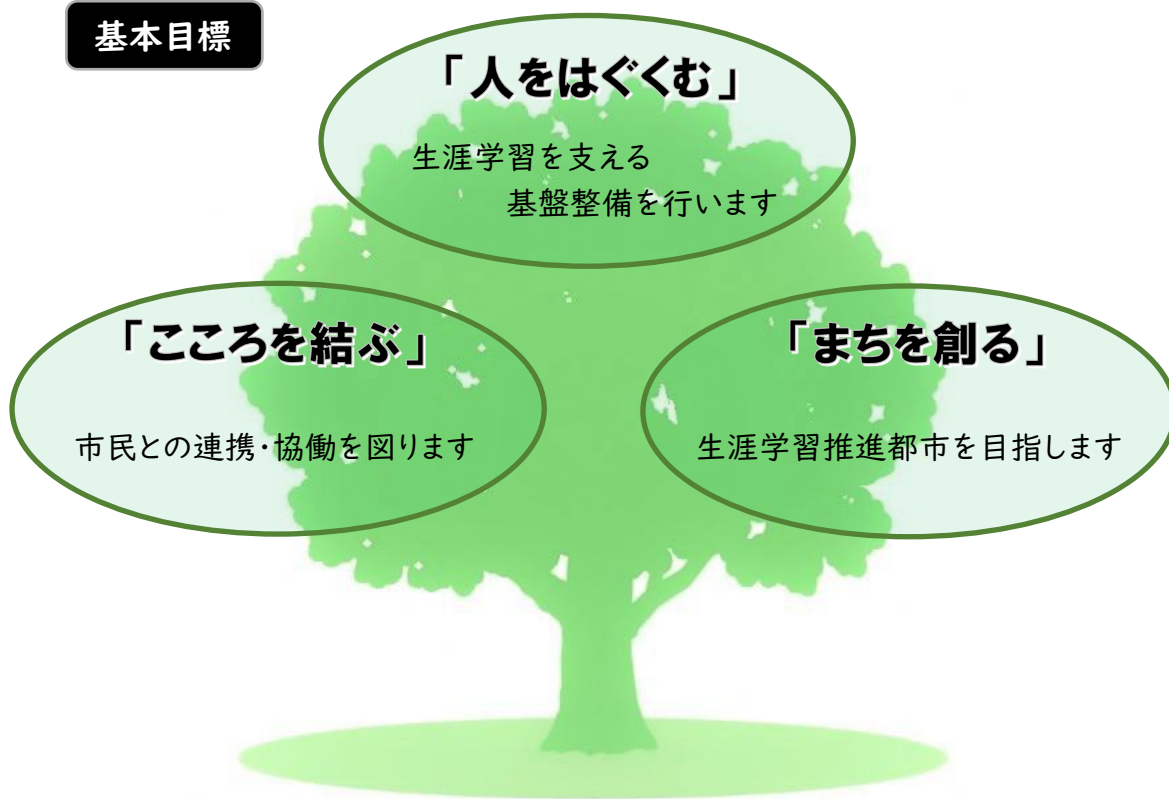 基本目標
「人をはぐくむ」
生涯学習を支える
基盤整備を行います
「こころを結ぶ」
市民との連携・協働を図ります
「まちを創る」
生涯学習推進都市を目指します